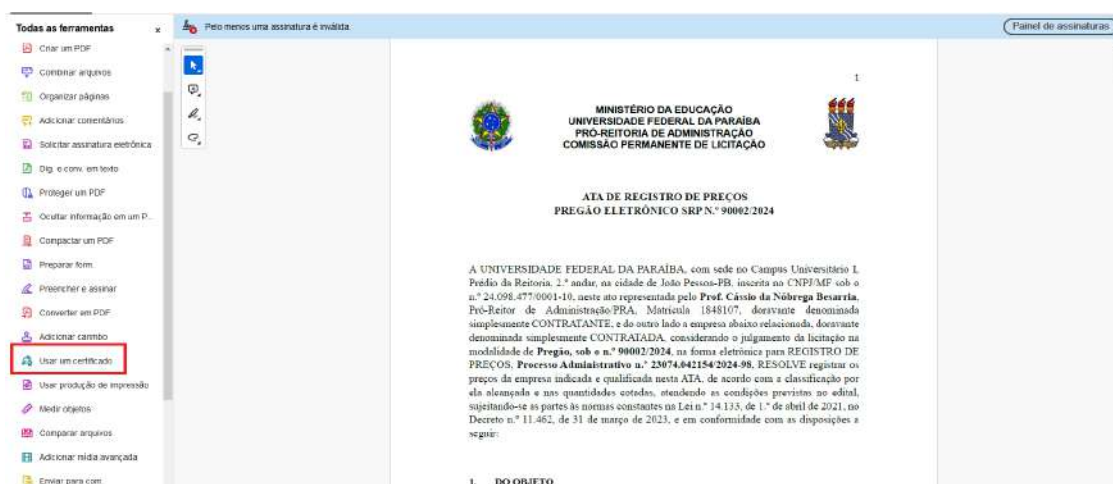 Todas as ferramentas x
Pelo menos uma assinatura é inválida.
Painel de assinaturas
Criar um PDF
Combinar arquivos
Organizar páginas
Adicionar comentários
Solicitar assinatura eletrônica
Dig. e conv. em texto
Proteger um PDF
Ocultar informação em um P...
Compactar um PDF
Preparar form.
Preencher e assinar
Converter em PDF
Adicionar carimbo
Usar um certificado
Usar produção de impressão
Medir objetos
Comparar arquivos
Adicionar mídia avançada
Enviar para com
1
MINISTÉRIO DA EDUCAÇÃO
UNIVERSIDADE FEDERAL DA PARAÍBA
PRÓ-REITORIA DE ADMINISTRAÇÃO
COMISSÃO PERMANENTE DE LICITAÇÃO
ATA DE REGISTRO DE PREÇOS
PREGÃO ELETRÔNICO SRP N.º 90002/2024
A UNIVERSIDADE FEDERAL DA PARAÍBA, com sede no Campus Universitário I,
Prédio da Reitoria, 2.º andar, na cidade de João Pessoa-PB, inscrita no CNPJ/MF sob o
n.º 24.098.477/0001-10, neste ato representada pelo Prof. Cássio da Nóbrega Besarria,
Pró-Reitor de Administração/PRA, Matrícula 1848107, doravante denominada
simplesmente CONTRATANTE, e do outro lado a empresa abaixo relacionada, doravante
denominada simplesmente CONTRATADA, considerando o julgamento da licitação na
modalidade de Pregão, sob o n.º 90002/2024, na forma eletrônica para REGISTRO DE
PREÇOS, Processo Administrativo n.º 23074.042154/2024-98, RESOLVE registrar os
preços da empresa indicada e qualificada nesta ATA, de acordo com a classificação por
ela alcançada e nas quantidades cotadas, atendendo as condições previstas no edital,
sujeitando-se as partes às normas constantes na Lei n.º 14.133, de 1.º de abril de 2021, no
Decreto n.º 11.462, de 31 de março de 2023, e em conformidade com as disposições a
seguir:
1. DO OBJETO